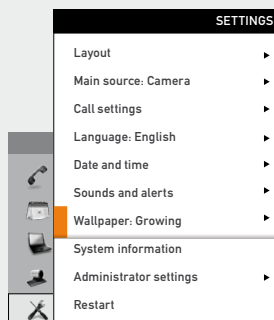 SETTINGS
Layout
Main source: Camera
Call settings
Language: English
Date and time
Sounds and alerts
Wallpaper: Growing
System information
Administrator settings
Restart